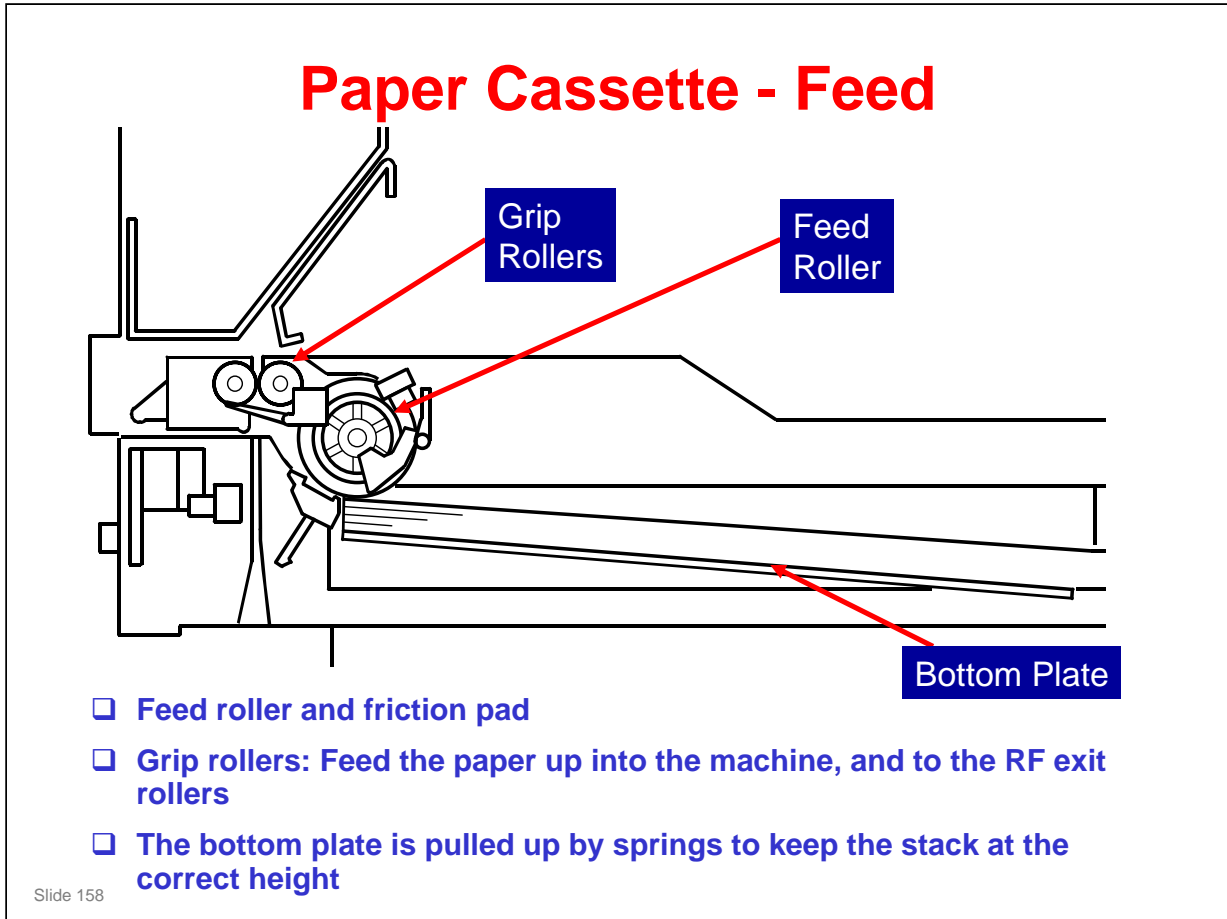 Paper Cassette - Feed
Grip
Rollers
Feed
Roller
Bottom Plate
❑ Feed roller and friction pad
❑ Grip rollers: Feed the paper up into the machine, and to the RF exit
rollers
❑ The bottom plate is pulled up by springs to keep the stack at the
correct height
Slide 158